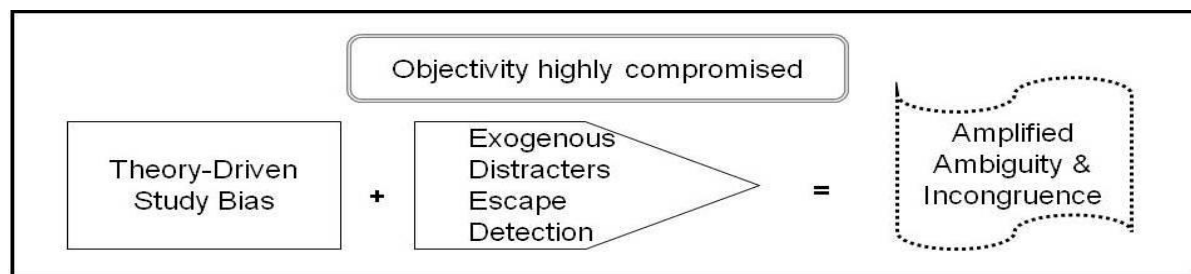 Objectivity highly compromised
Theory-Driven
Study Bias
+
Exogenous
Distracters
Escape
Detection
=
Amplified
Ambiguity &
Incongruence